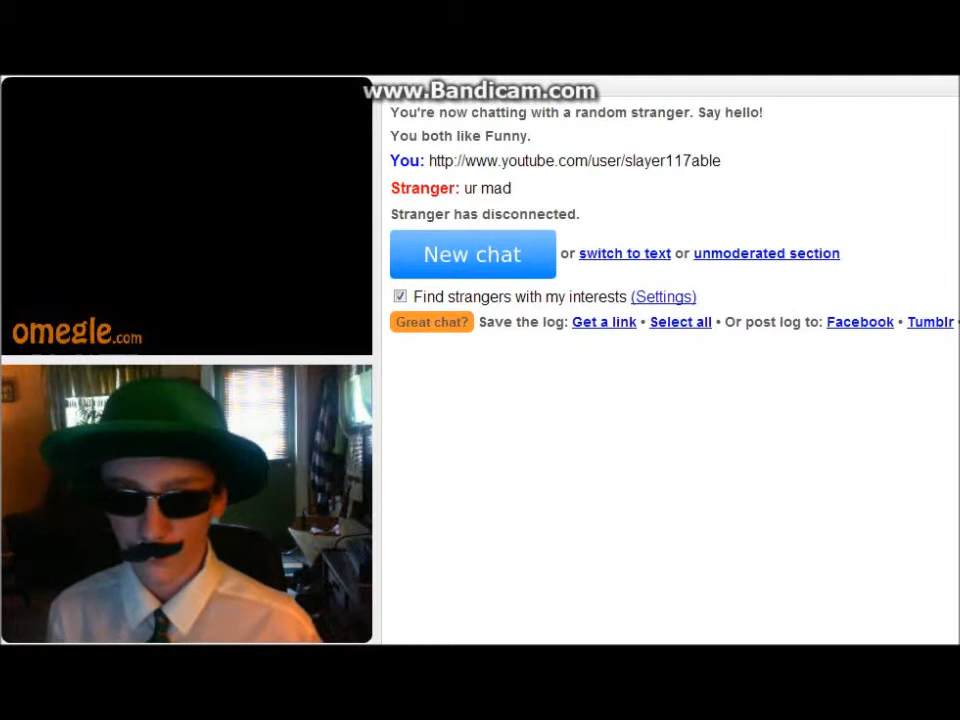 www.Bandicam.com
You're now chatting with a random stranger. Say hello!
You both like Funny.
You: http://www.youtube.com/user/slayer117able
Stranger: ur mad
Stranger has disconnected.
New chat or switch to text or unmoderated section
Find strangers with my interests (Settings)
Great chat? Save the log: Get a link • Select all • Or post log to: Facebook • Tumblr •
omegle.com